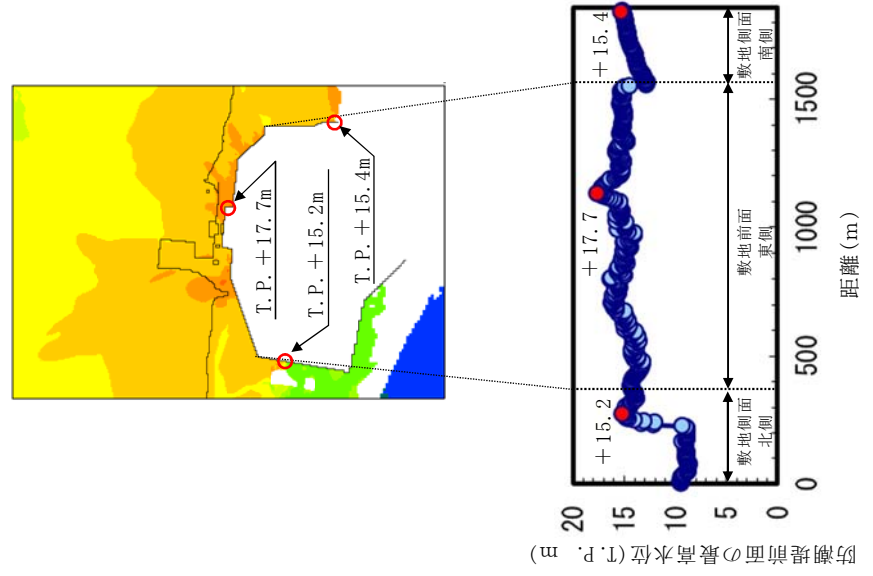 T.P.+17.7m
T.P.+15.2m
T.P.+15.4m
防潮堤前面の最高水位(T.P. m)
20
15
10
5
0
+15.2
+17.7
+15.4
敷地側面
北側
敷地前面
東側
敷地側面
南側
0
500
1000
1500
距離(m)